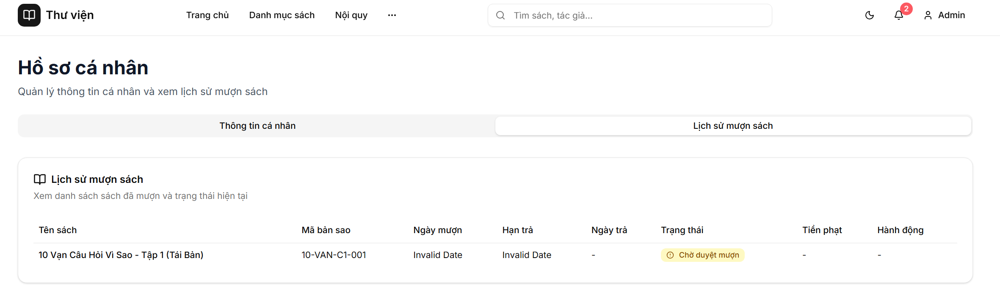 Thư viện
Trang chủ
Danh mục sách
Nội quy
Tìm sách, tác giả...
2
Admin
Hồ sơ cá nhân
Quản lý thông tin cá nhân và xem lịch sử mượn sách
Thông tin cá nhân
Lịch sử mượn sách
Lịch sử mượn sách
Xem danh sách sách đã mượn và trạng thái hiện tại
Tên sách Mã bản sao Ngày mượn Hạn trả Ngày trả Trạng thái Tiền phạt Hành động
10 Vạn Câu Hỏi Vì Sao - Tập 1 (Tái Bản) 10-VAN-C1-001 Invalid Date Invalid Date - Chờ duyệt mượn - -